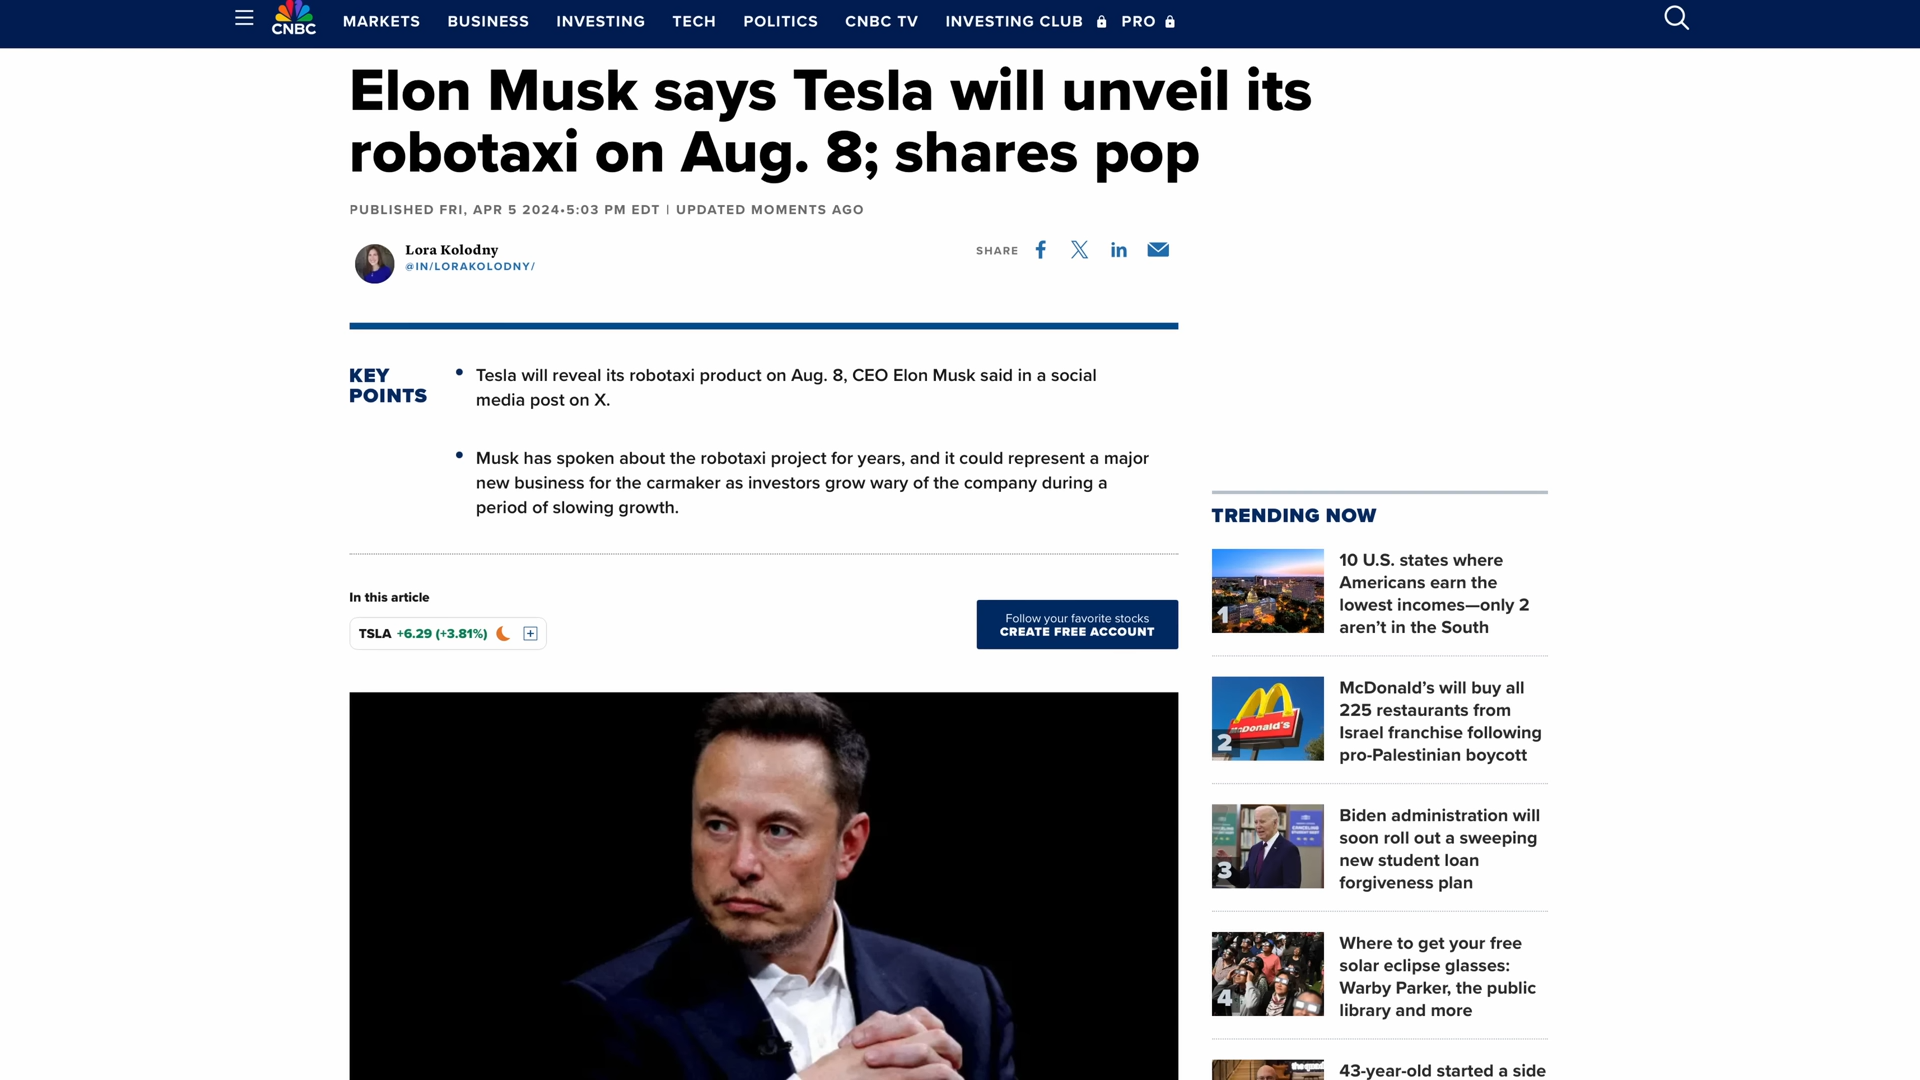 CNBC
MARKETS
BUSINESS
INVESTING
TECH
POLITICS
CNBC TV
INVESTING CLUB
PRO
Elon Musk says Tesla will unveil its
robotaxi on Aug. 8; shares pop
PUBLISHED FRI, APR 5 2024•5:03 PM EDT | UPDATED MOMENTS AGO
Lora Kolodny
@IN/LORAKOLODNY/
SHARE
KEY
POINTS
• Tesla will reveal its robotaxi product on Aug. 8, CEO Elon Musk said in a social
media post on X.
• Musk has spoken about the robotaxi project for years, and it could represent a major
new business for the carmaker as investors grow wary of the company during a
period of slowing growth.
In this article
TSLA +6.29 (+3.81%)
Follow your favorite stocks
CREATE FREE ACCOUNT
TRENDING NOW
1
10 U.S. states where
Americans earn the
lowest incomes—only 2
aren’t in the South
McDonald's
2
McDonald’s will buy all
225 restaurants from
Israel franchise following
pro-Palestinian boycott
3
Biden administration will
soon roll out a sweeping
new student loan
forgiveness plan
4
Where to get your free
solar eclipse glasses:
Warby Parker, the public
library and more
43-year-old started a side